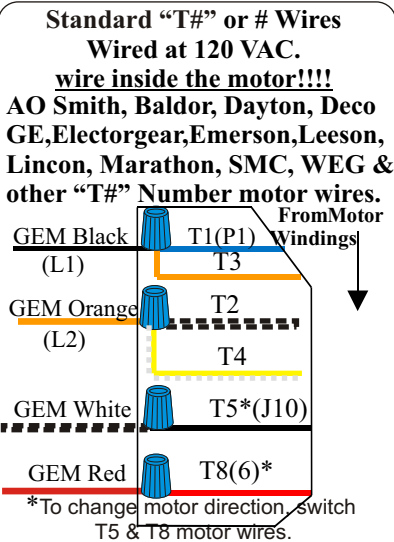 Standard “T#” or # Wires
Wired at 120 VAC.
wire inside the motor!!!!
AO Smith, Baldor, Dayton, Deco
GE,Electorgear,Emerson,Leeson,
Lincon, Marathon, SMC, WEG &
other “T#” Number motor wires.
FromMotor
Windings
GEM Black T1(P1)
(L1) T3
GEM Orange T2
(L2)
T4
GEM White T5*(J10)
GEM Red T8(6)*
*To change motor direction, switch
T5 & T8 motor wires.